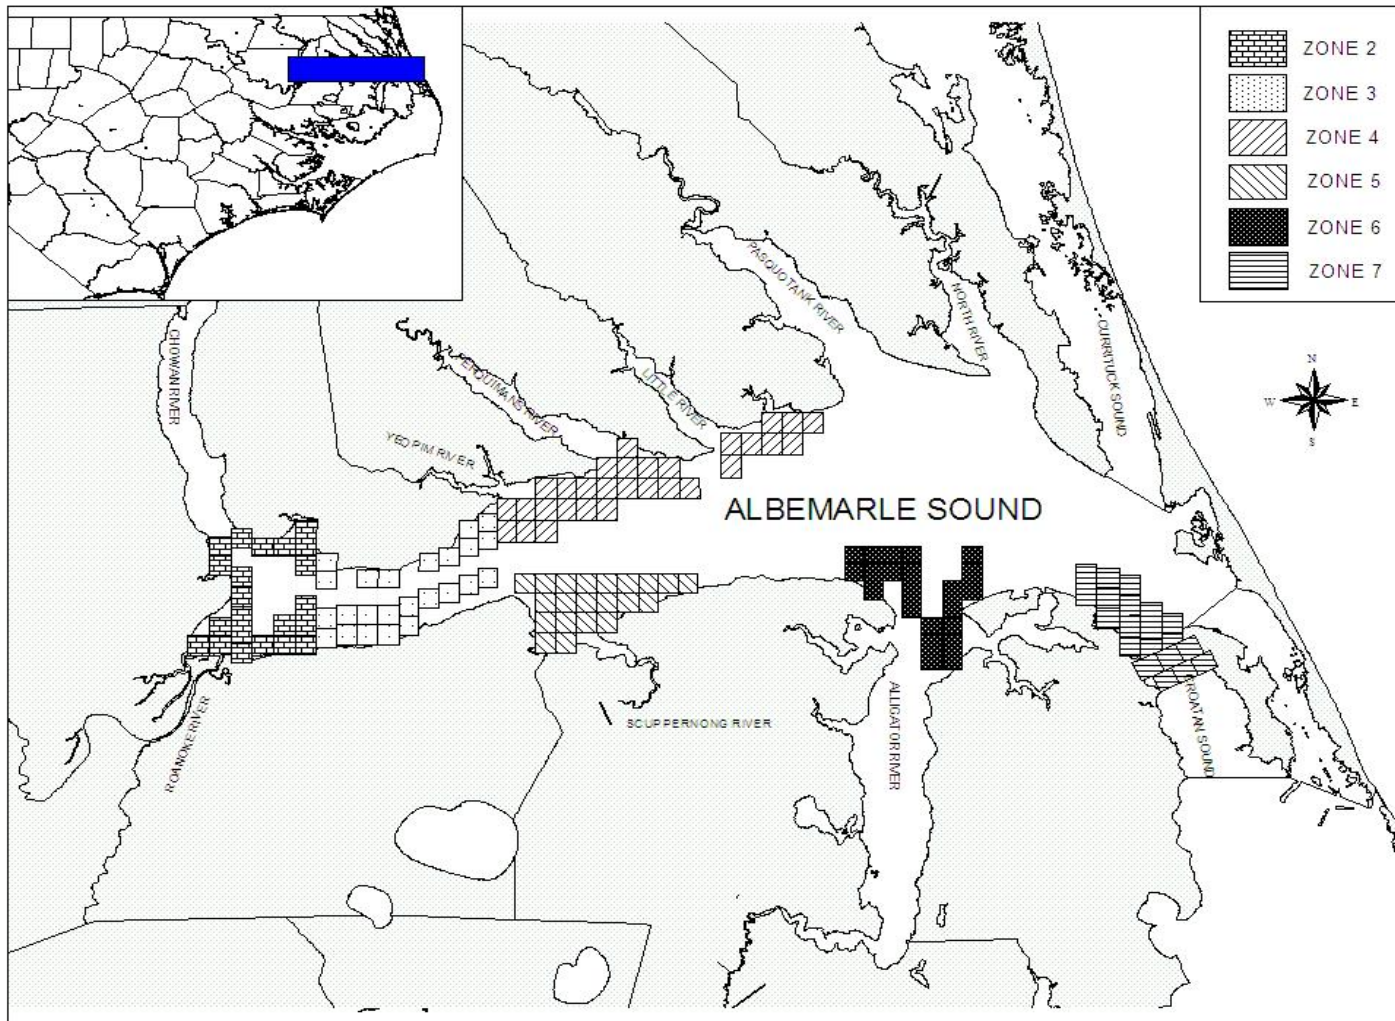 ZONE 2
ZONE 3
ZONE 4
ZONE 5
ZONE 6
ZONE 7
PASQUOTANK RIVER
NORTH RIVER
CURRITUCK SOUND
CHOWAN RIVER
PERQUIMANS RIVER
LITTLE RIVER
YEOPIM RIVER
N
W E
S
ALBEMARLE SOUND
ROANOKE RIVER
SCUPPERNONG RIVER
ALLIGATOR RIVER
CROATAN SOUND